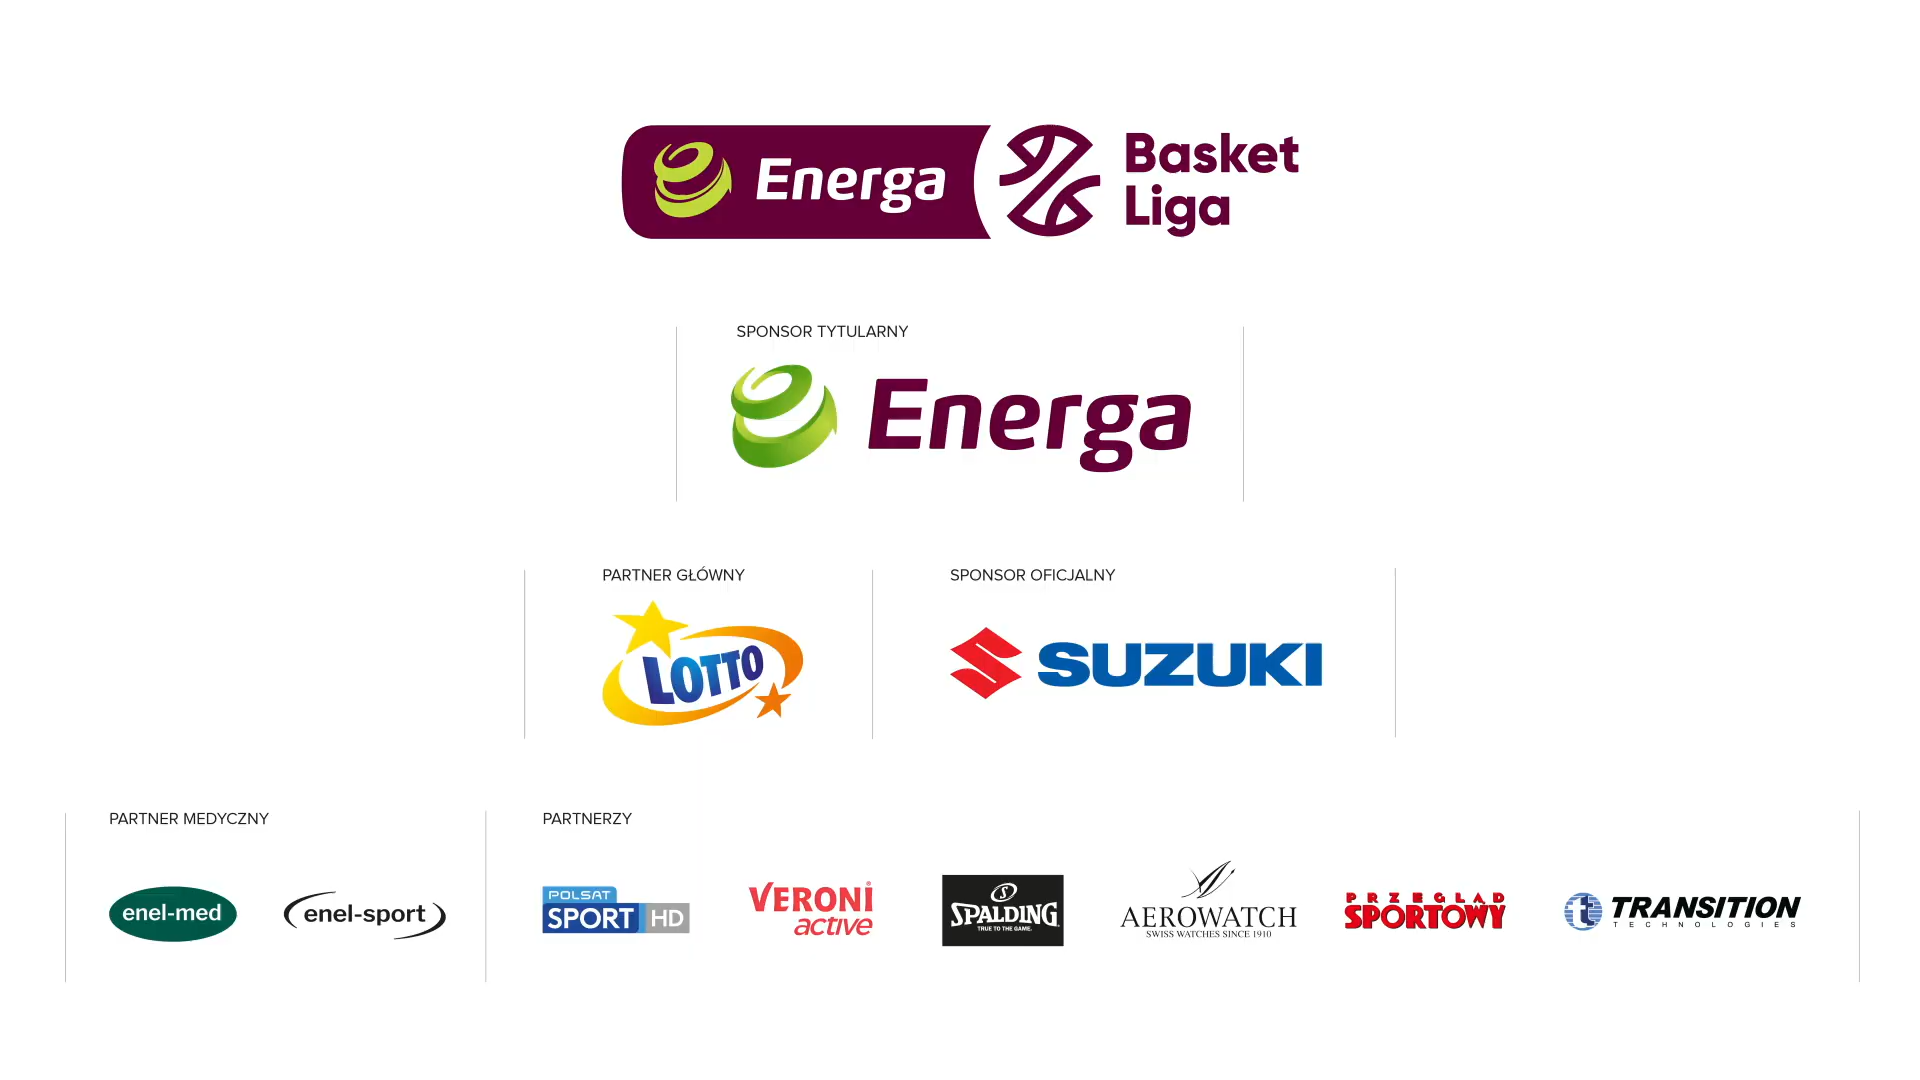 Energa
Basket
Liga
SPONSOR TYTULARNY
Energa
PARTNER GŁÓWNY
SPONSOR OFICJALNY
LOTTO
SUZUKI
PARTNER MEDYCZNY
PARTNERZY
enel-med
enel-sport
POLSAT
SPORT HD
VERONI®
active
SPALDING
TRUE TO THE GAME.
AEROWATCH
SWISS WATCHES SINCE 1910
PRZEGLĄD
SPORTOWY
TRANSITION
TECHNOLOGIES